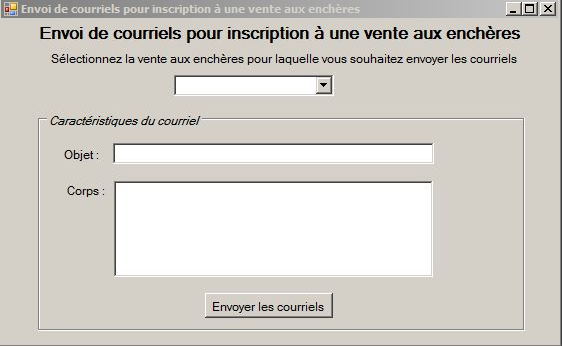 Envoi de courriels pour inscription à une vente aux enchères
Envoi de courriels pour inscription à une vente aux enchères
Sélectionnez la vente aux enchères pour laquelle vous souhaitez envoyer les courriels
Caractéristiques du courriel
Objet :
Corps :
Envoyer les courriels